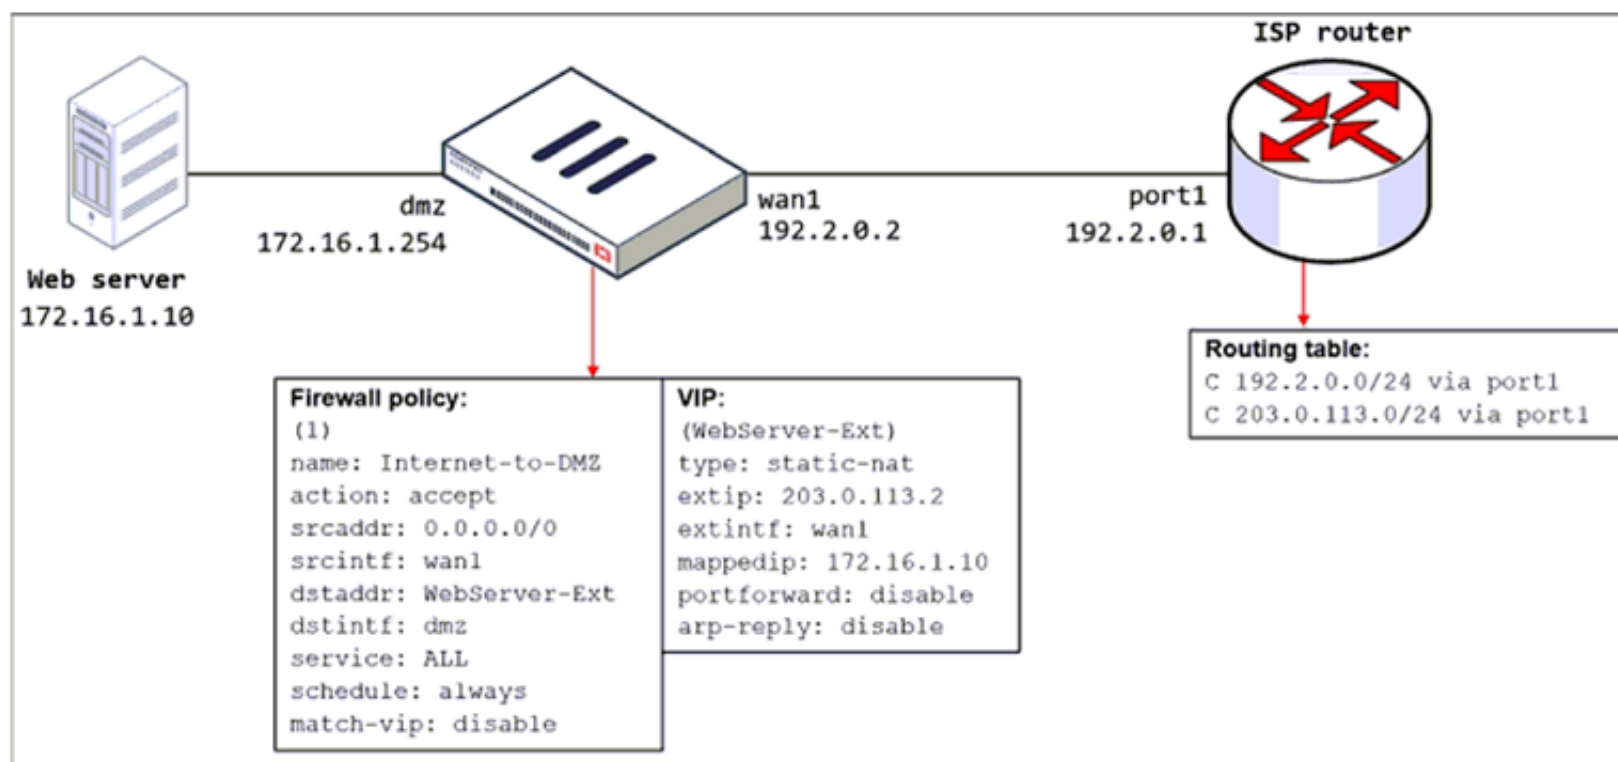 ISP router
Web server
172.16.1.10
dmz
172.16.1.254
wan1
192.2.0.2
port1
192.2.0.1
Firewall policy:
(1)
name: Internet-to-DMZ
action: accept
srcaddr: 0.0.0.0/0
srcintf: wan1
dstaddr: WebServer-Ext
dstintf: dmz
service: ALL
schedule: always
match-vip: disable
VIP:
(WebServer-Ext)
type: static-nat
extip: 203.0.113.2
extintf: wan1
mappedip: 172.16.1.10
portforward: disable
arp-reply: disable
Routing table:
C 192.2.0.0/24 via port1
C 203.0.113.0/24 via port1